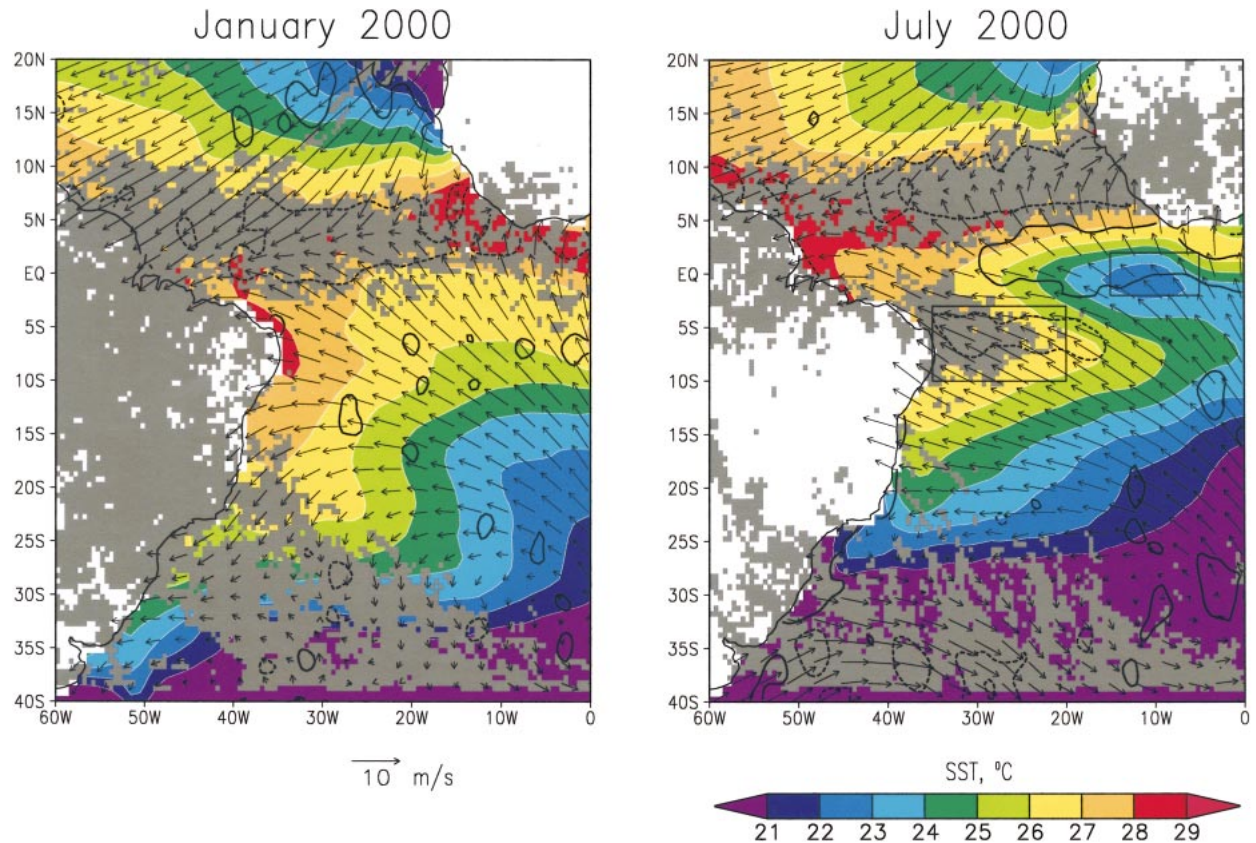 January 2000
July 2000
20N
15N
10N
5N
EQ
5S
10S
15S
20S
25S
30S
35S
40S
60W 50W 40W 30W 20W 10W 0
20N
15N
10N
5N
EQ
5S
10S
15S
20S
25S
30S
35S
40S
60W 50W 40W 30W 20W 10W 0
10 m/s
SST, °C
21 22 23 24 25 26 27 28 29